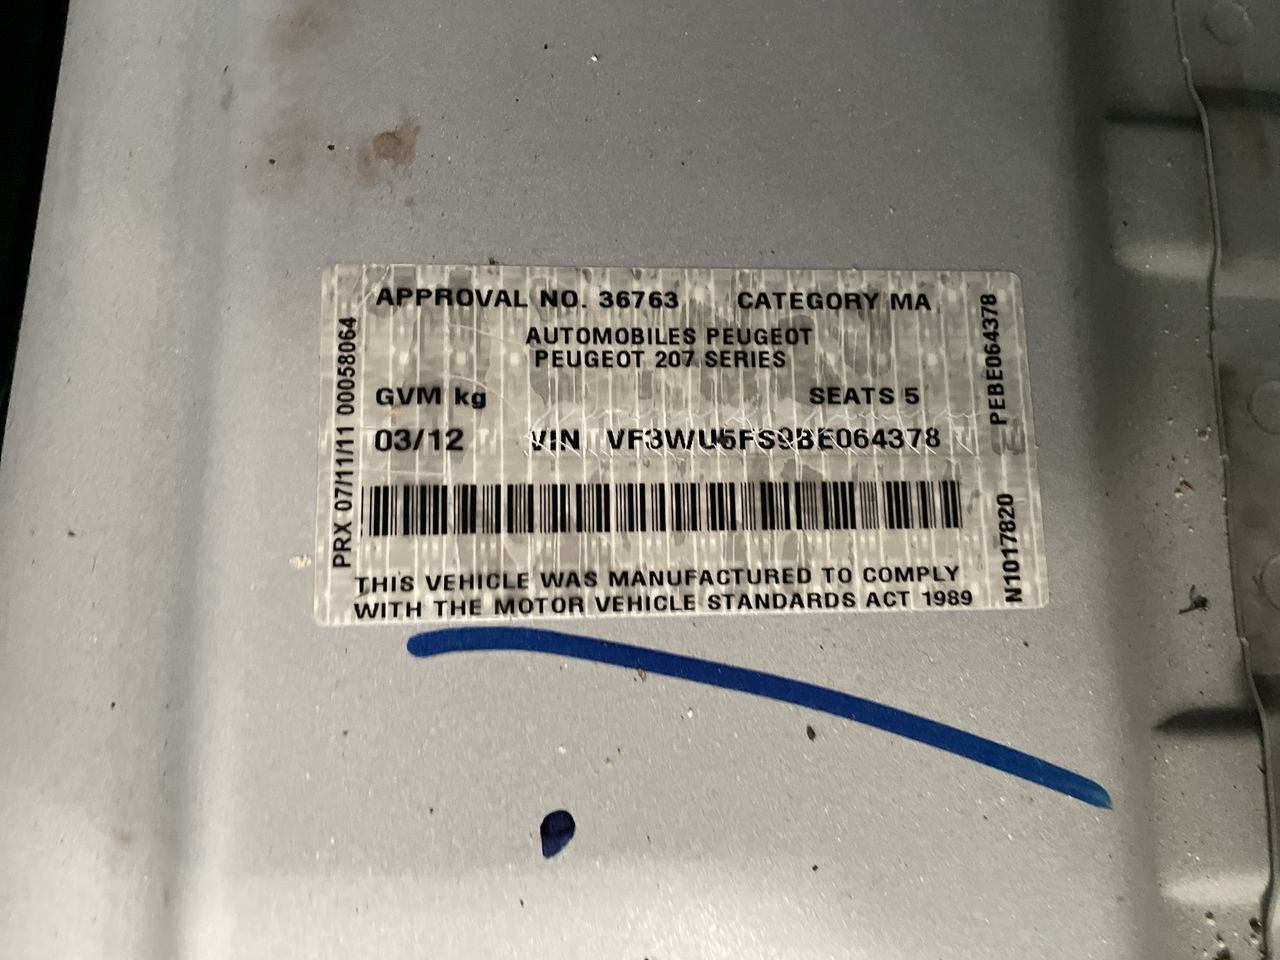 APPROVAL NO. 36763 CATEGORY MA
AUTOMOBILES PEUGEOT
PEUGEOT 207 SERIES
GVM kg SEATS 5
03/12 VIN VF3WU5FS9BE064378
THIS VEHICLE WAS MANUFACTURED TO COMPLY
WITH THE MOTOR VEHICLE STANDARDS ACT 1989
PRX 07/11/11 00058064
PEBE064378
N1017820